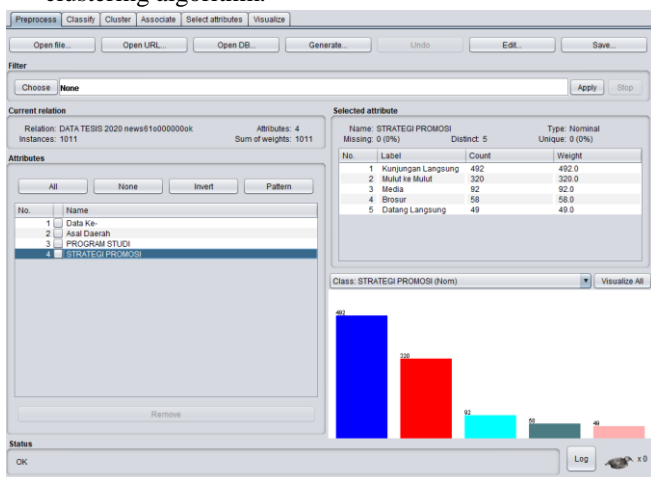 clustering algorithm.
Preprocess Classify Cluster Associate Select attributes Visualize
Open file... Open URL... Open DB... Generate... Undo Edit... Save...
Filter
Choose None Apply Stop
Current relation
Relation: DATA TESIS 2020 news61o000000ok Attributes: 4
Instances: 1011 Sum of weights: 1011
Attributes
All None Invert Pattern
No. Name
1 Data Ke-
2 Asal Daerah
3 PROGRAM STUDI
4 STRATEGI PROMOSI
Remove
Selected attribute
Name: STRATEGI PROMOSI Type: Nominal
Missing: 0 (0%) Distinct: 5 Unique: 0 (0%)
No. Label Count Weight
1 Kunjungan Langsung 492 492.0
2 Mulut ke Mulut 320 320.0
3 Media 92 92.0
4 Brosur 58 58.0
5 Datang Langsung 49 49.0
Class: STRATEGI PROMOSI (Nom) Visualize All
492
320
92
58
49
Status
OK
Log
x 0